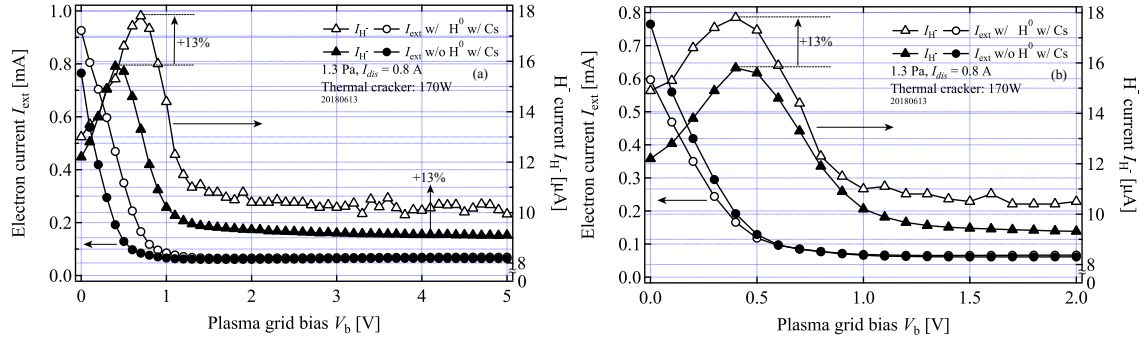 1.0
0.8
0.6
0.4
0.2
0.0
Electron current I_ext [mA]
18
16
14
12
10
8
0
H⁻ current I_H⁻ [μA]
I_H⁻ I_ext w/ H⁰ w/ Cs
I_H⁻ I_ext w/o H⁰ w/ Cs
+13%
1.3 Pa, I_dis = 0.8 A (a)
Thermal cracker: 170W
20180613
+13%
0 1 2 3 4 5
Plasma grid bias V_b [V]
0.8
0.7
0.6
0.5
0.4
0.3
0.2
0.1
0.0
Electron current I_ext [mA]
18
16
14
12
10
8
0
H⁻ current I_H⁻ [μA]
I_H⁻ I_ext w/ H⁰ w/ Cs
I_H⁻ I_ext w/o H⁰ w/ Cs
+13%
1.3 Pa, I_dis = 0.8 A (b)
Thermal cracker: 170W
20180613
0.0 0.5 1.0 1.5 2.0
Plasma grid bias V_b [V]